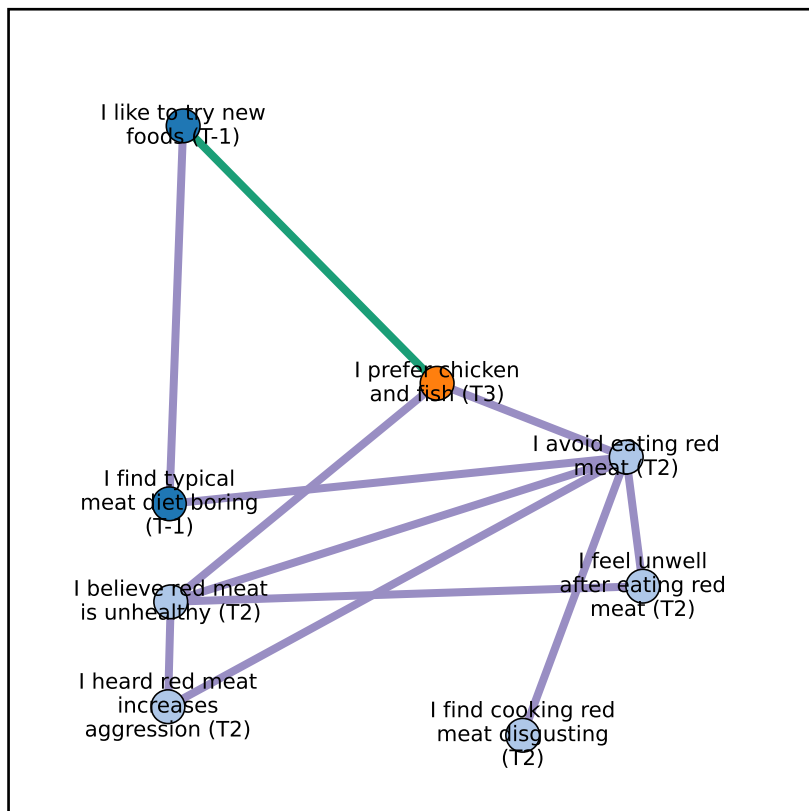 I like to try new
foods (T-1)
I prefer chicken
and fish (T3)
I avoid eating red
meat (T2)
I find typical
meat diet boring
(T-1)
I feel unwell
after eating red
meat (T2)
I believe red meat
is unhealthy (T2)
I heard red meat
increases
aggression (T2)
I find cooking red
meat disgusting
(T2)